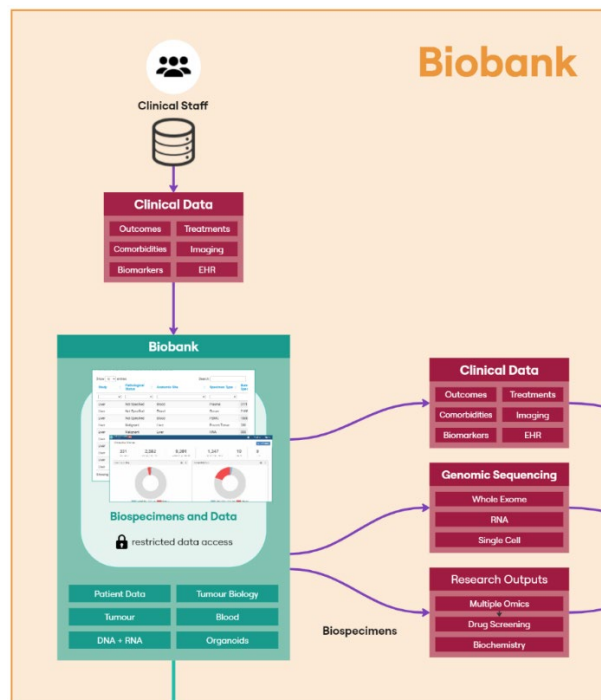 Biobank
Clinical Staff
Clinical Data
Outcomes Treatments
Comorbidities Imaging
Biomarkers EHR
Biobank
Biospecimens and Data
restricted data access
Patient Data Tumour Biology
Tumour Blood
DNA + RNA Organoids
Clinical Data
Outcomes Treatments
Comorbidities Imaging
Biomarkers EHR
Genomic Sequencing
Whole Exome
RNA
Single Cell
Biospecimens
Research Outputs
Multiple Omics
+
Drug Screening
Biochemistry